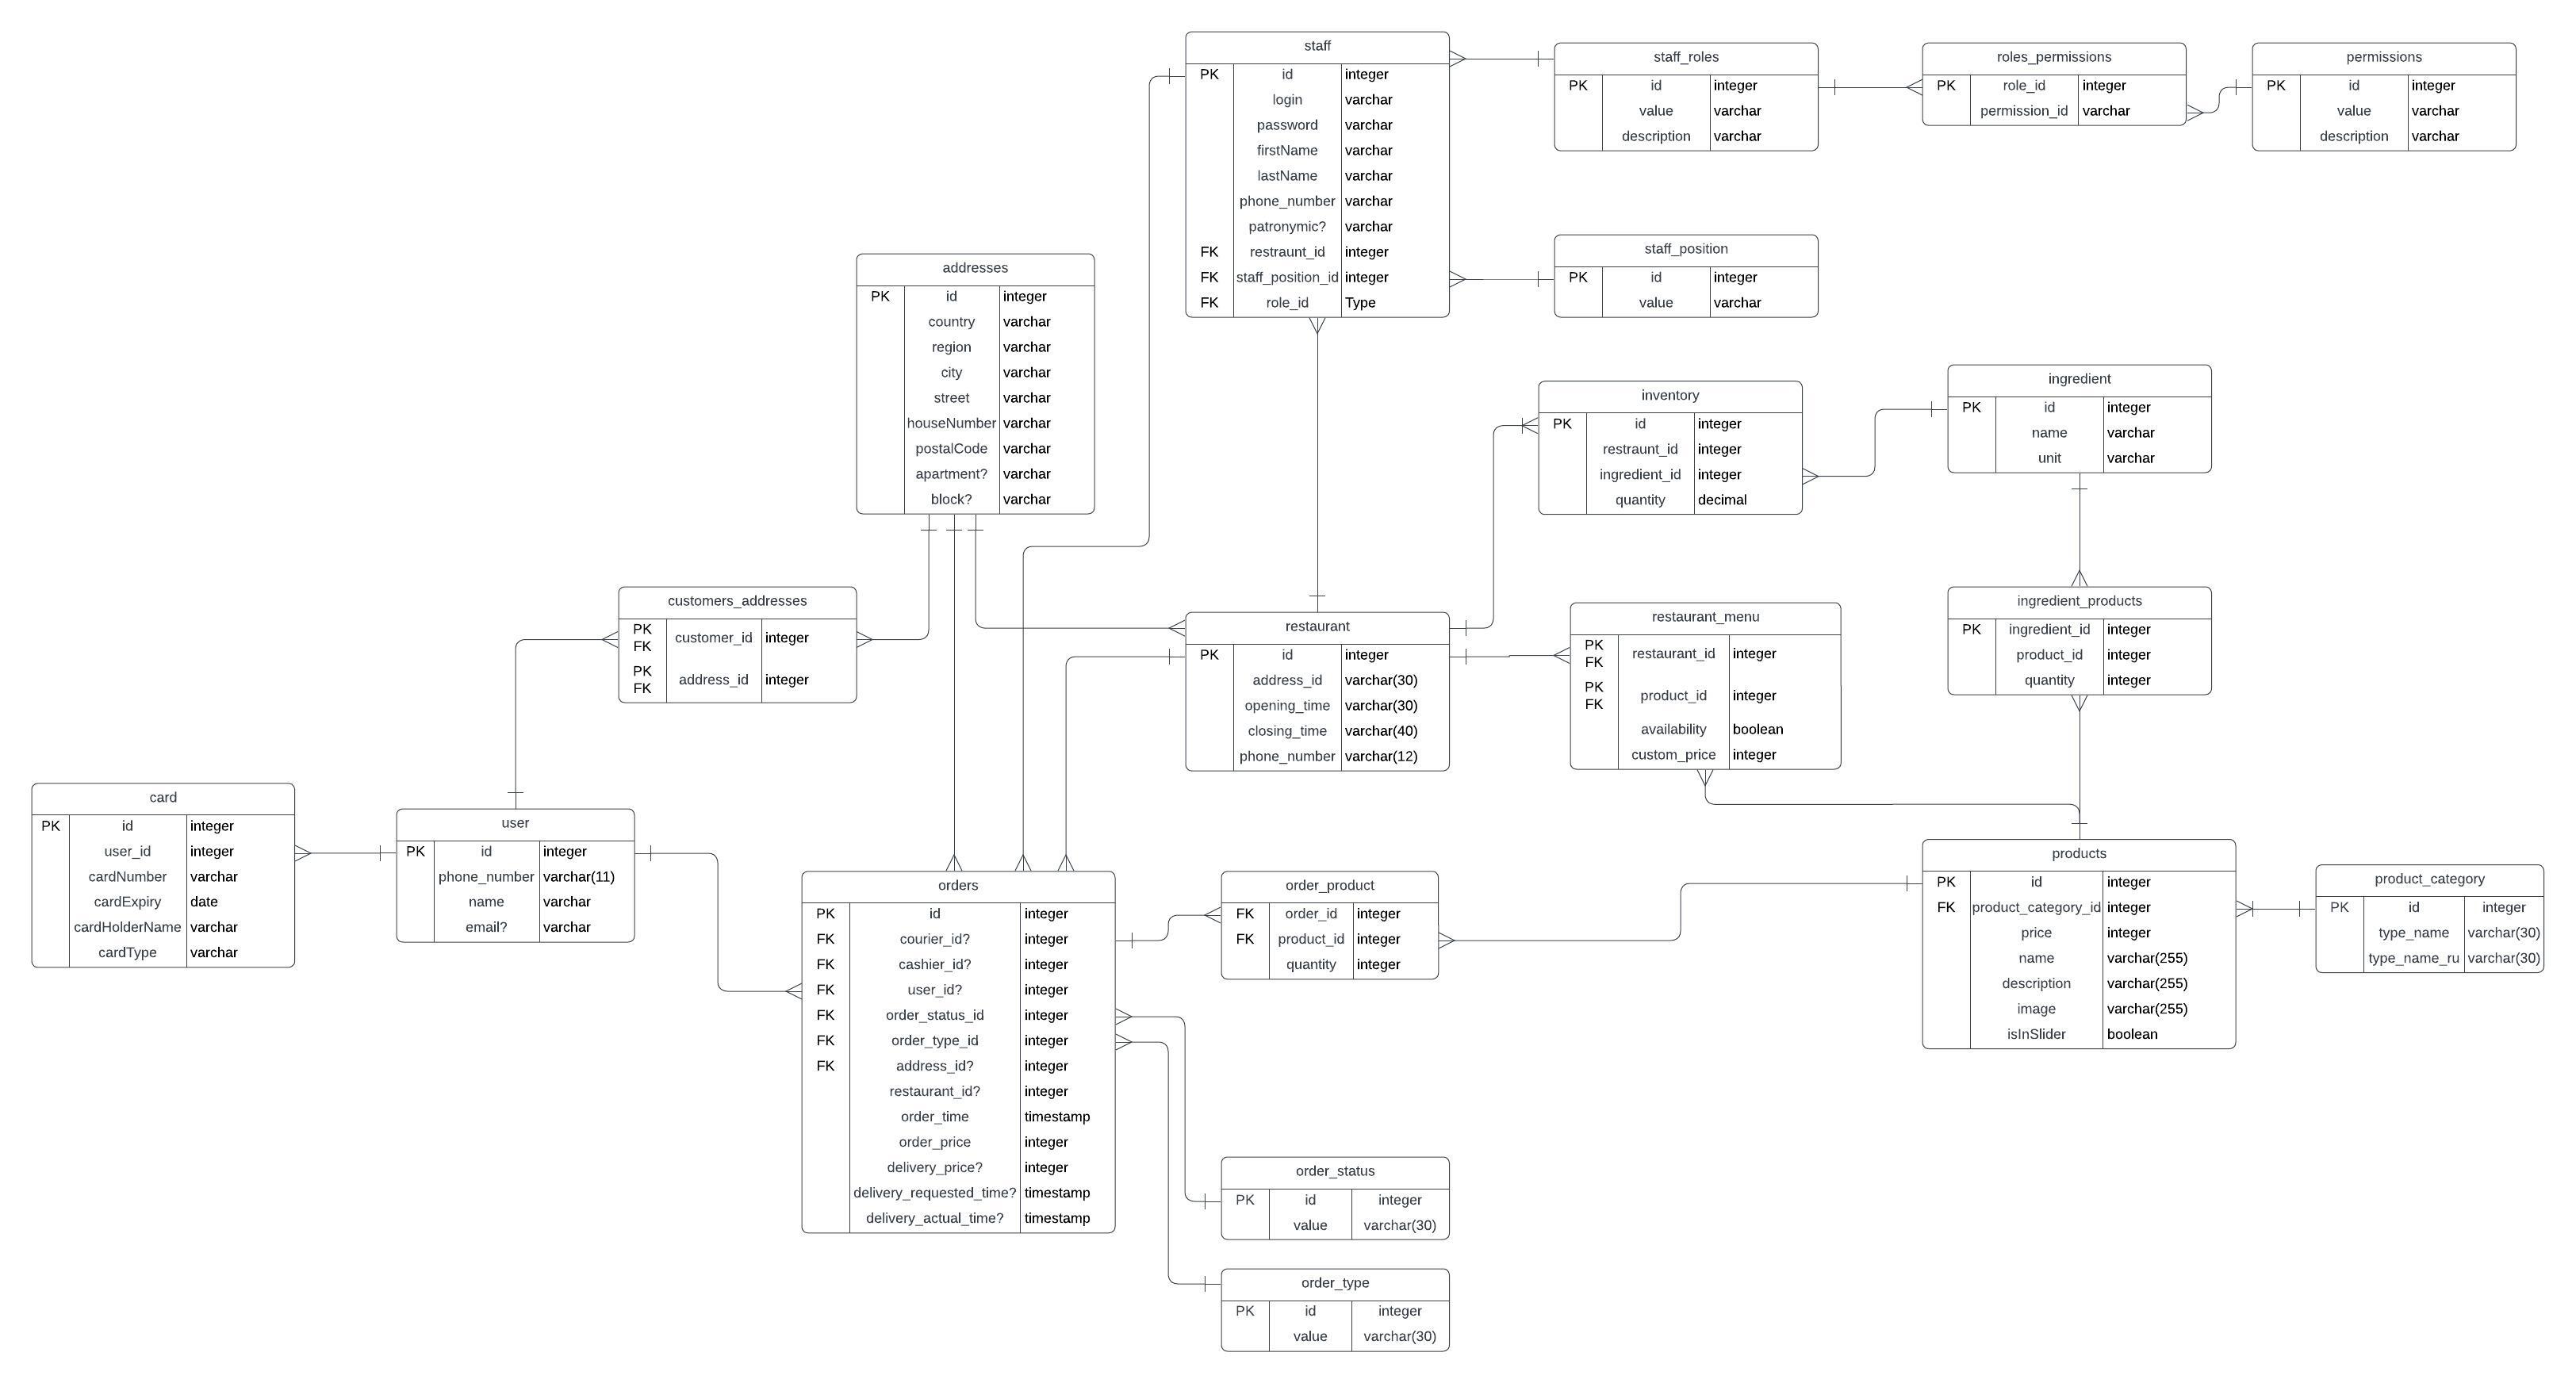 staff
PK id integer
login varchar
password varchar
firstName varchar
lastName varchar
phone_number varchar
patronymic? varchar
FK restraunt_id integer
FK staff_position_id integer
FK role_id Type
staff_roles
PK id integer
value varchar
description varchar
roles_permissions
PK role_id integer
permission_id varchar
permissions
PK id integer
value varchar
description varchar
staff_position
PK id integer
value varchar
addresses
PK id integer
country varchar
region varchar
city varchar
street varchar
houseNumber varchar
postalCode varchar
apartment? varchar
block? varchar
inventory
PK id integer
restraunt_id integer
ingredient_id integer
quantity decimal
ingredient
PK id integer
name varchar
unit varchar
customers_addresses
PK
FK customer_id integer
PK
FK address_id integer
restaurant
PK id integer
address_id varchar(30)
opening_time varchar(30)
closing_time varchar(40)
phone_number varchar(12)
restaurant_menu
PK
FK restaurant_id integer
PK
FK product_id integer
availability boolean
custom_price integer
ingredient_products
PK ingredient_id integer
product_id integer
quantity integer
card
PK id integer
user_id integer
cardNumber varchar
cardExpiry date
cardHolderName varchar
cardType varchar
user
PK id integer
phone_number varchar(11)
name varchar
email? varchar
orders
PK id integer
FK courier_id? integer
FK cashier_id? integer
FK user_id? integer
FK order_status_id integer
FK order_type_id integer
FK address_id? integer
restaurant_id? integer
order_time timestamp
order_price integer
delivery_price? integer
delivery_requested_time? timestamp
delivery_actual_time? timestamp
order_product
FK order_id integer
FK product_id integer
quantity integer
products
PK id integer
FK product_category_id integer
price integer
name varchar(255)
description varchar(255)
image varchar(255)
isInSlider boolean
product_category
PK id integer
type_name varchar(30)
type_name_ru varchar(30)
order_status
PK id integer
value varchar(30)
order_type
PK id integer
value varchar(30)